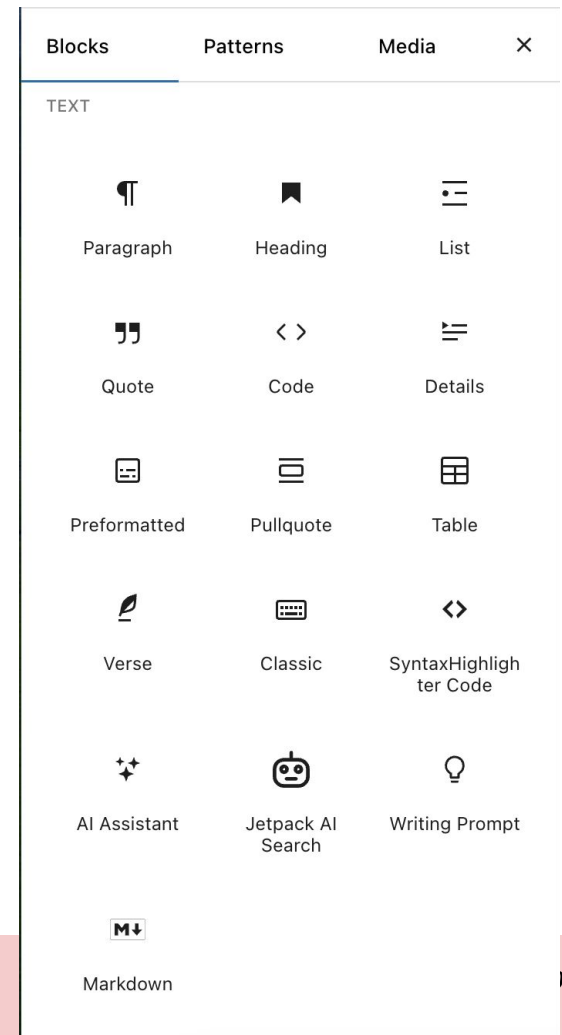 Blocks Patterns Media
TEXT
Paragraph Heading List
Quote Code Details
Preformatted Pullquote Table
Verse Classic SyntaxHighligh
ter Code
AI Assistant Jetpack AI Writing Prompt
Search
M
Markdown